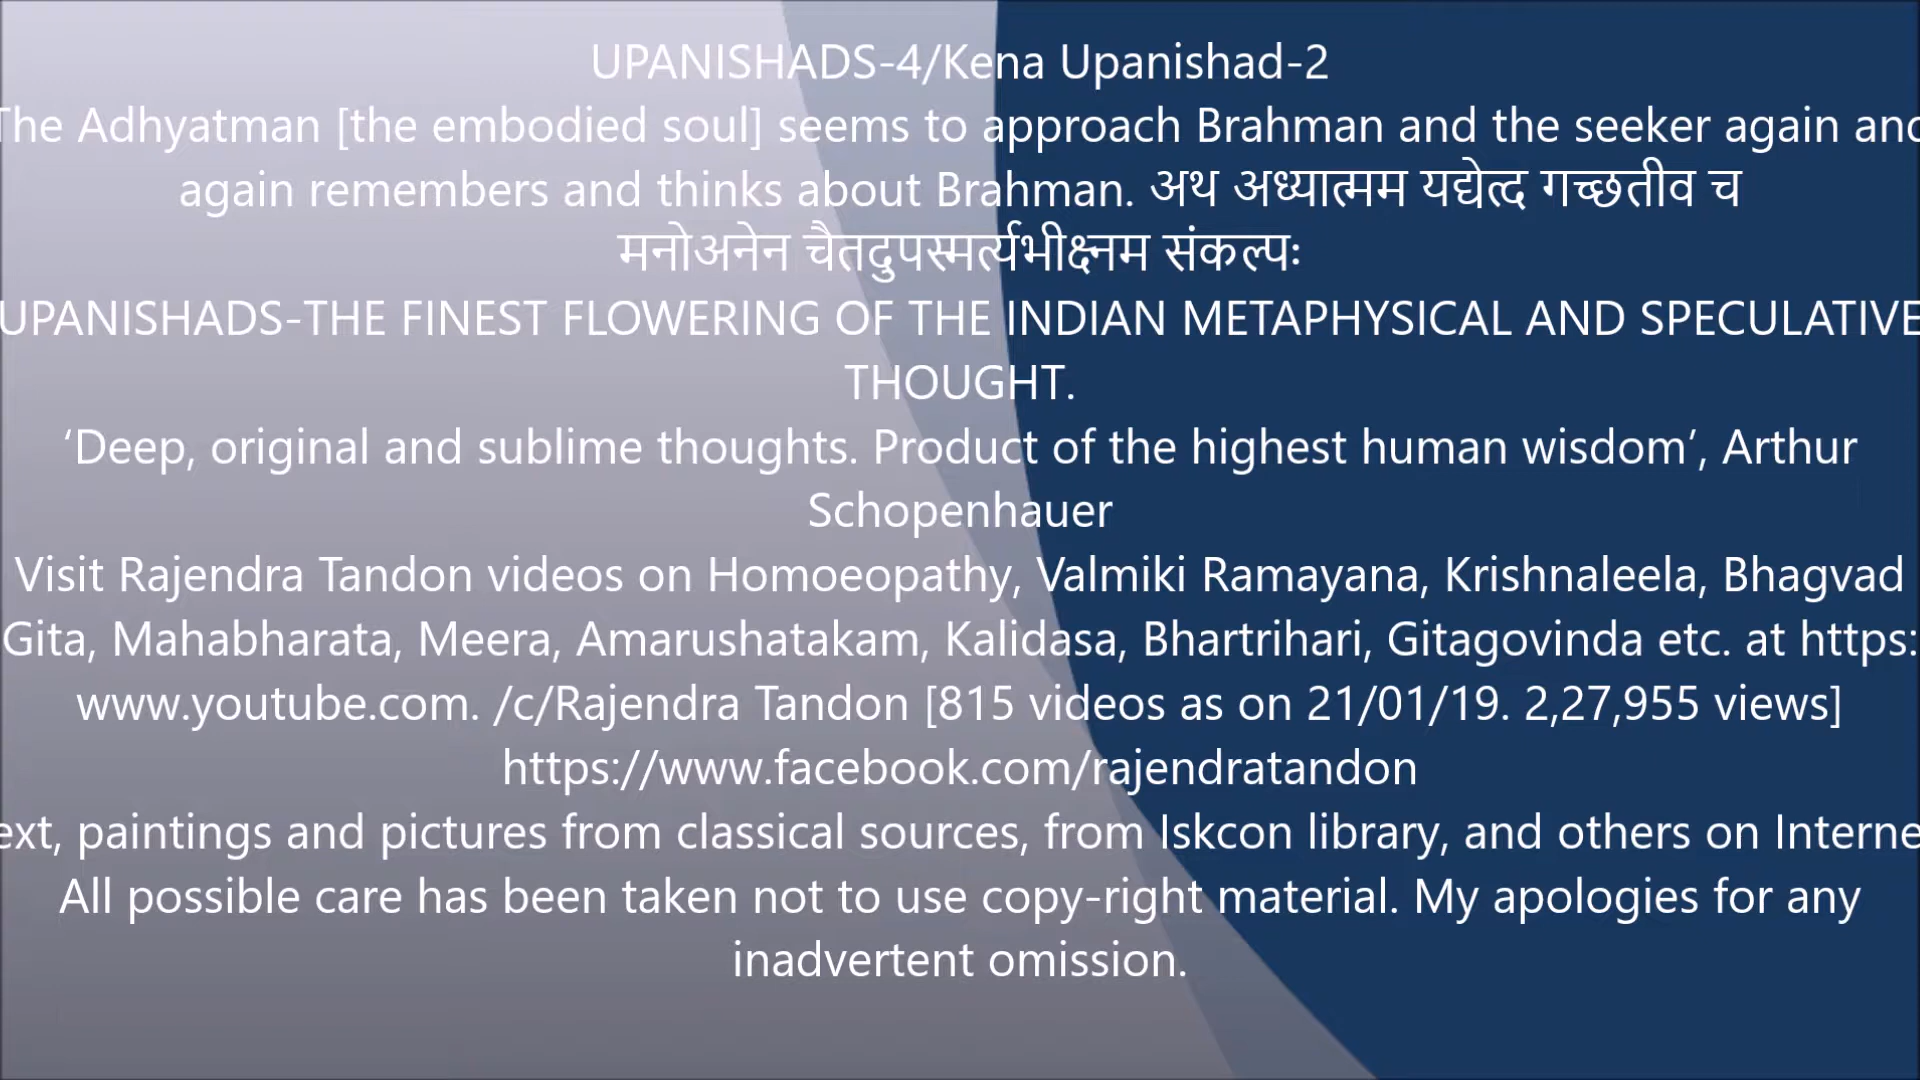 UPANISHADS-4/Kena Upanishad-2
The Adhyatman [the embodied soul] seems to approach Brahman and the seeker again and
again remembers and thinks about Brahman. अथ अध्यात्मम यद्येत्द गच्छतीव च
मनोअनेन चैतदुपस्मर्त्यभीक्ष्नम संकल्पः
UPANISHADS-THE FINEST FLOWERING OF THE INDIAN METAPHYSICAL AND SPECULATIVE
THOUGHT.
‘Deep, original and sublime thoughts. Product of the highest human wisdom’, Arthur
Schopenhauer
Visit Rajendra Tandon videos on Homoeopathy, Valmiki Ramayana, Krishnaleela, Bhagvad
Gita, Mahabharata, Meera, Amarushatakam, Kalidasa, Bhartrihari, Gitagovinda etc. at https:
www.youtube.com. /c/Rajendra Tandon [815 videos as on 21/01/19. 2,27,955 views]
https://www.facebook.com/rajendratandon
ext, paintings and pictures from classical sources, from Iskcon library, and others on Interne
All possible care has been taken not to use copy-right material. My apologies for any
inadvertent omission.